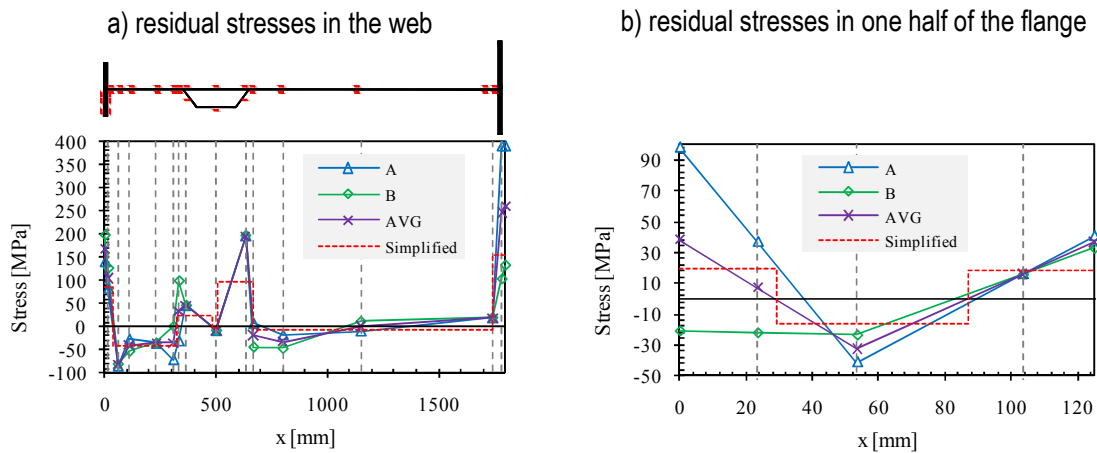 a) residual stresses in the web
b) residual stresses in one half of the flange
400
350
300
250
200
150
100
50
0
-50
-100
Stress [MPa]
A
B
AVG
Simplified
0
500
1000
1500
x [mm]
90
70
50
30
10
-10
-30
-50
Stress [MPa]
A
B
AVG
Simplified
0
20
40
60
80
100
120
x [mm]